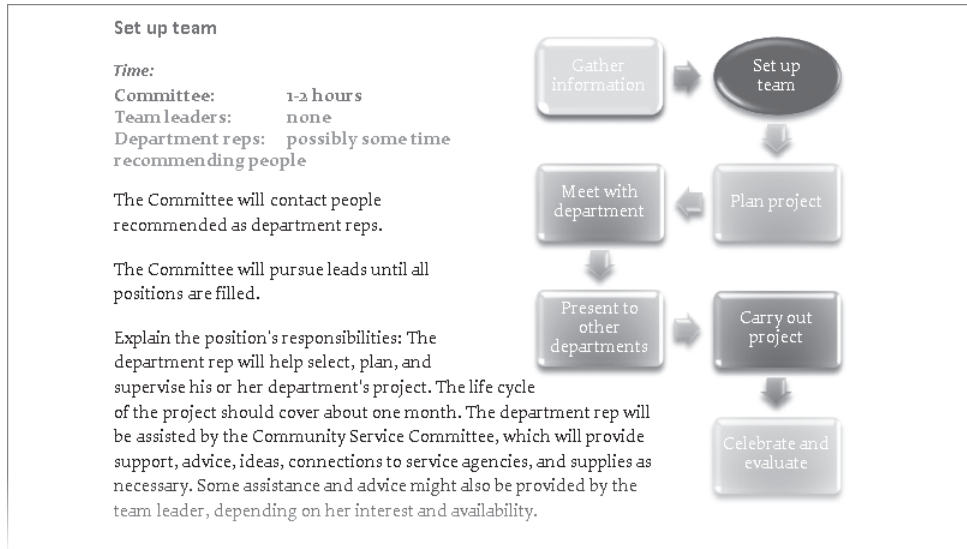 Set up team
Time:
Committee: 1-2 hours
Team leaders: none
Department reps: possibly some time
recommending people
The Committee will contact people
recommended as department reps.
The Committee will pursue leads until all
positions are filled.
Explain the position's responsibilities: The
department rep will help select, plan, and
supervise his or her department's project. The life cycle
of the project should cover about one month. The department rep will
be assisted by the Community Service Committee, which will provide
support, advice, ideas, connections to service agencies, and supplies as
necessary. Some assistance and advice might also be provided by the
team leader, depending on her interest and availability.
Gather
information
Set up
team
Plan project
Meet with
department
Present to
other
departments
Carry out
project
Celebrate and
evaluate